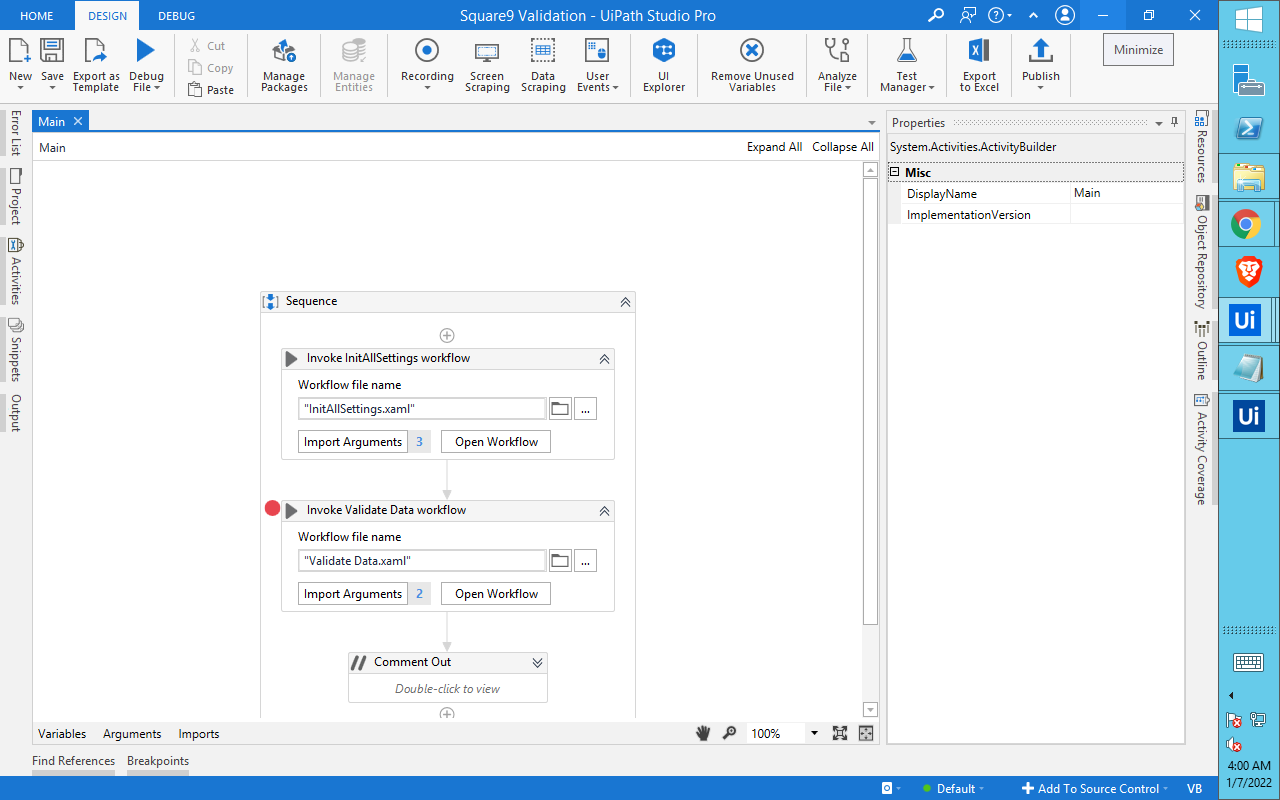 HOME DESIGN DEBUG Square9 Validation - UiPath Studio Pro
New Save Export as Template Debug File Cut Copy Paste Manage Packages Manage Entities Recording Screen Scraping Data Scraping User Events UI Explorer Remove Unused Variables Analyze File Test Manager Export to Excel Publish Minimize
Error List
Project
Activities
Snippets
Output
Main
Main Expand All Collapse All
Sequence
Invoke InitAllSettings workflow
Workflow file name
"InitAllSettings.xaml" ...
Import Arguments 3 Open Workflow
Invoke Validate Data workflow
Workflow file name
"Validate Data.xaml" ...
Import Arguments 2 Open Workflow
Comment Out
Double-click to view
Variables Arguments Imports 100%
Find References Breakpoints
Properties
System.Activities.ActivityBuilder
Misc
DisplayName Main
ImplementationVersion
Resources
Object Repository
Outline
Activity Coverage
Default Add To Source Control VB
Ui
Ui
4:00 AM
1/7/2022